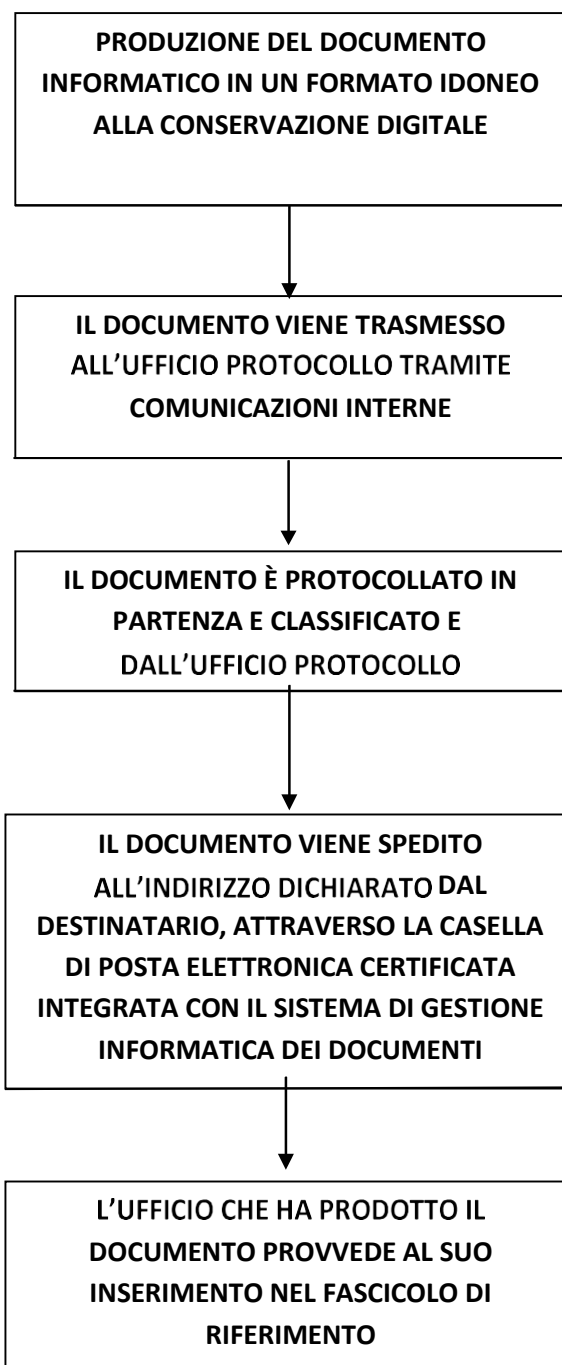 PRODUZIONE DEL DOCUMENTO
INFORMATICO IN UN FORMATO IDONEO
ALLA CONSERVAZIONE DIGITALE
IL DOCUMENTO VIENE TRASMESSO
ALL’UFFICIO PROTOCOLLO TRAMITE
COMUNICAZIONI INTERNE
IL DOCUMENTO È PROTOCOLLATO IN
PARTENZA E CLASSIFICATO E
DALL’UFFICIO PROTOCOLLO
IL DOCUMENTO VIENE SPEDITO
ALL’INDIRIZZO DICHIARATO DAL
DESTINATARIO, ATTRAVERSO LA CASELLA
DI POSTA ELETTRONICA CERTIFICATA
INTEGRATA CON IL SISTEMA DI GESTIONE
INFORMATICA DEI DOCUMENTI
L’UFFICIO CHE HA PRODOTTO IL
DOCUMENTO PROVVEDE AL SUO
INSERIMENTO NEL FASCICOLO DI
RIFERIMENTO